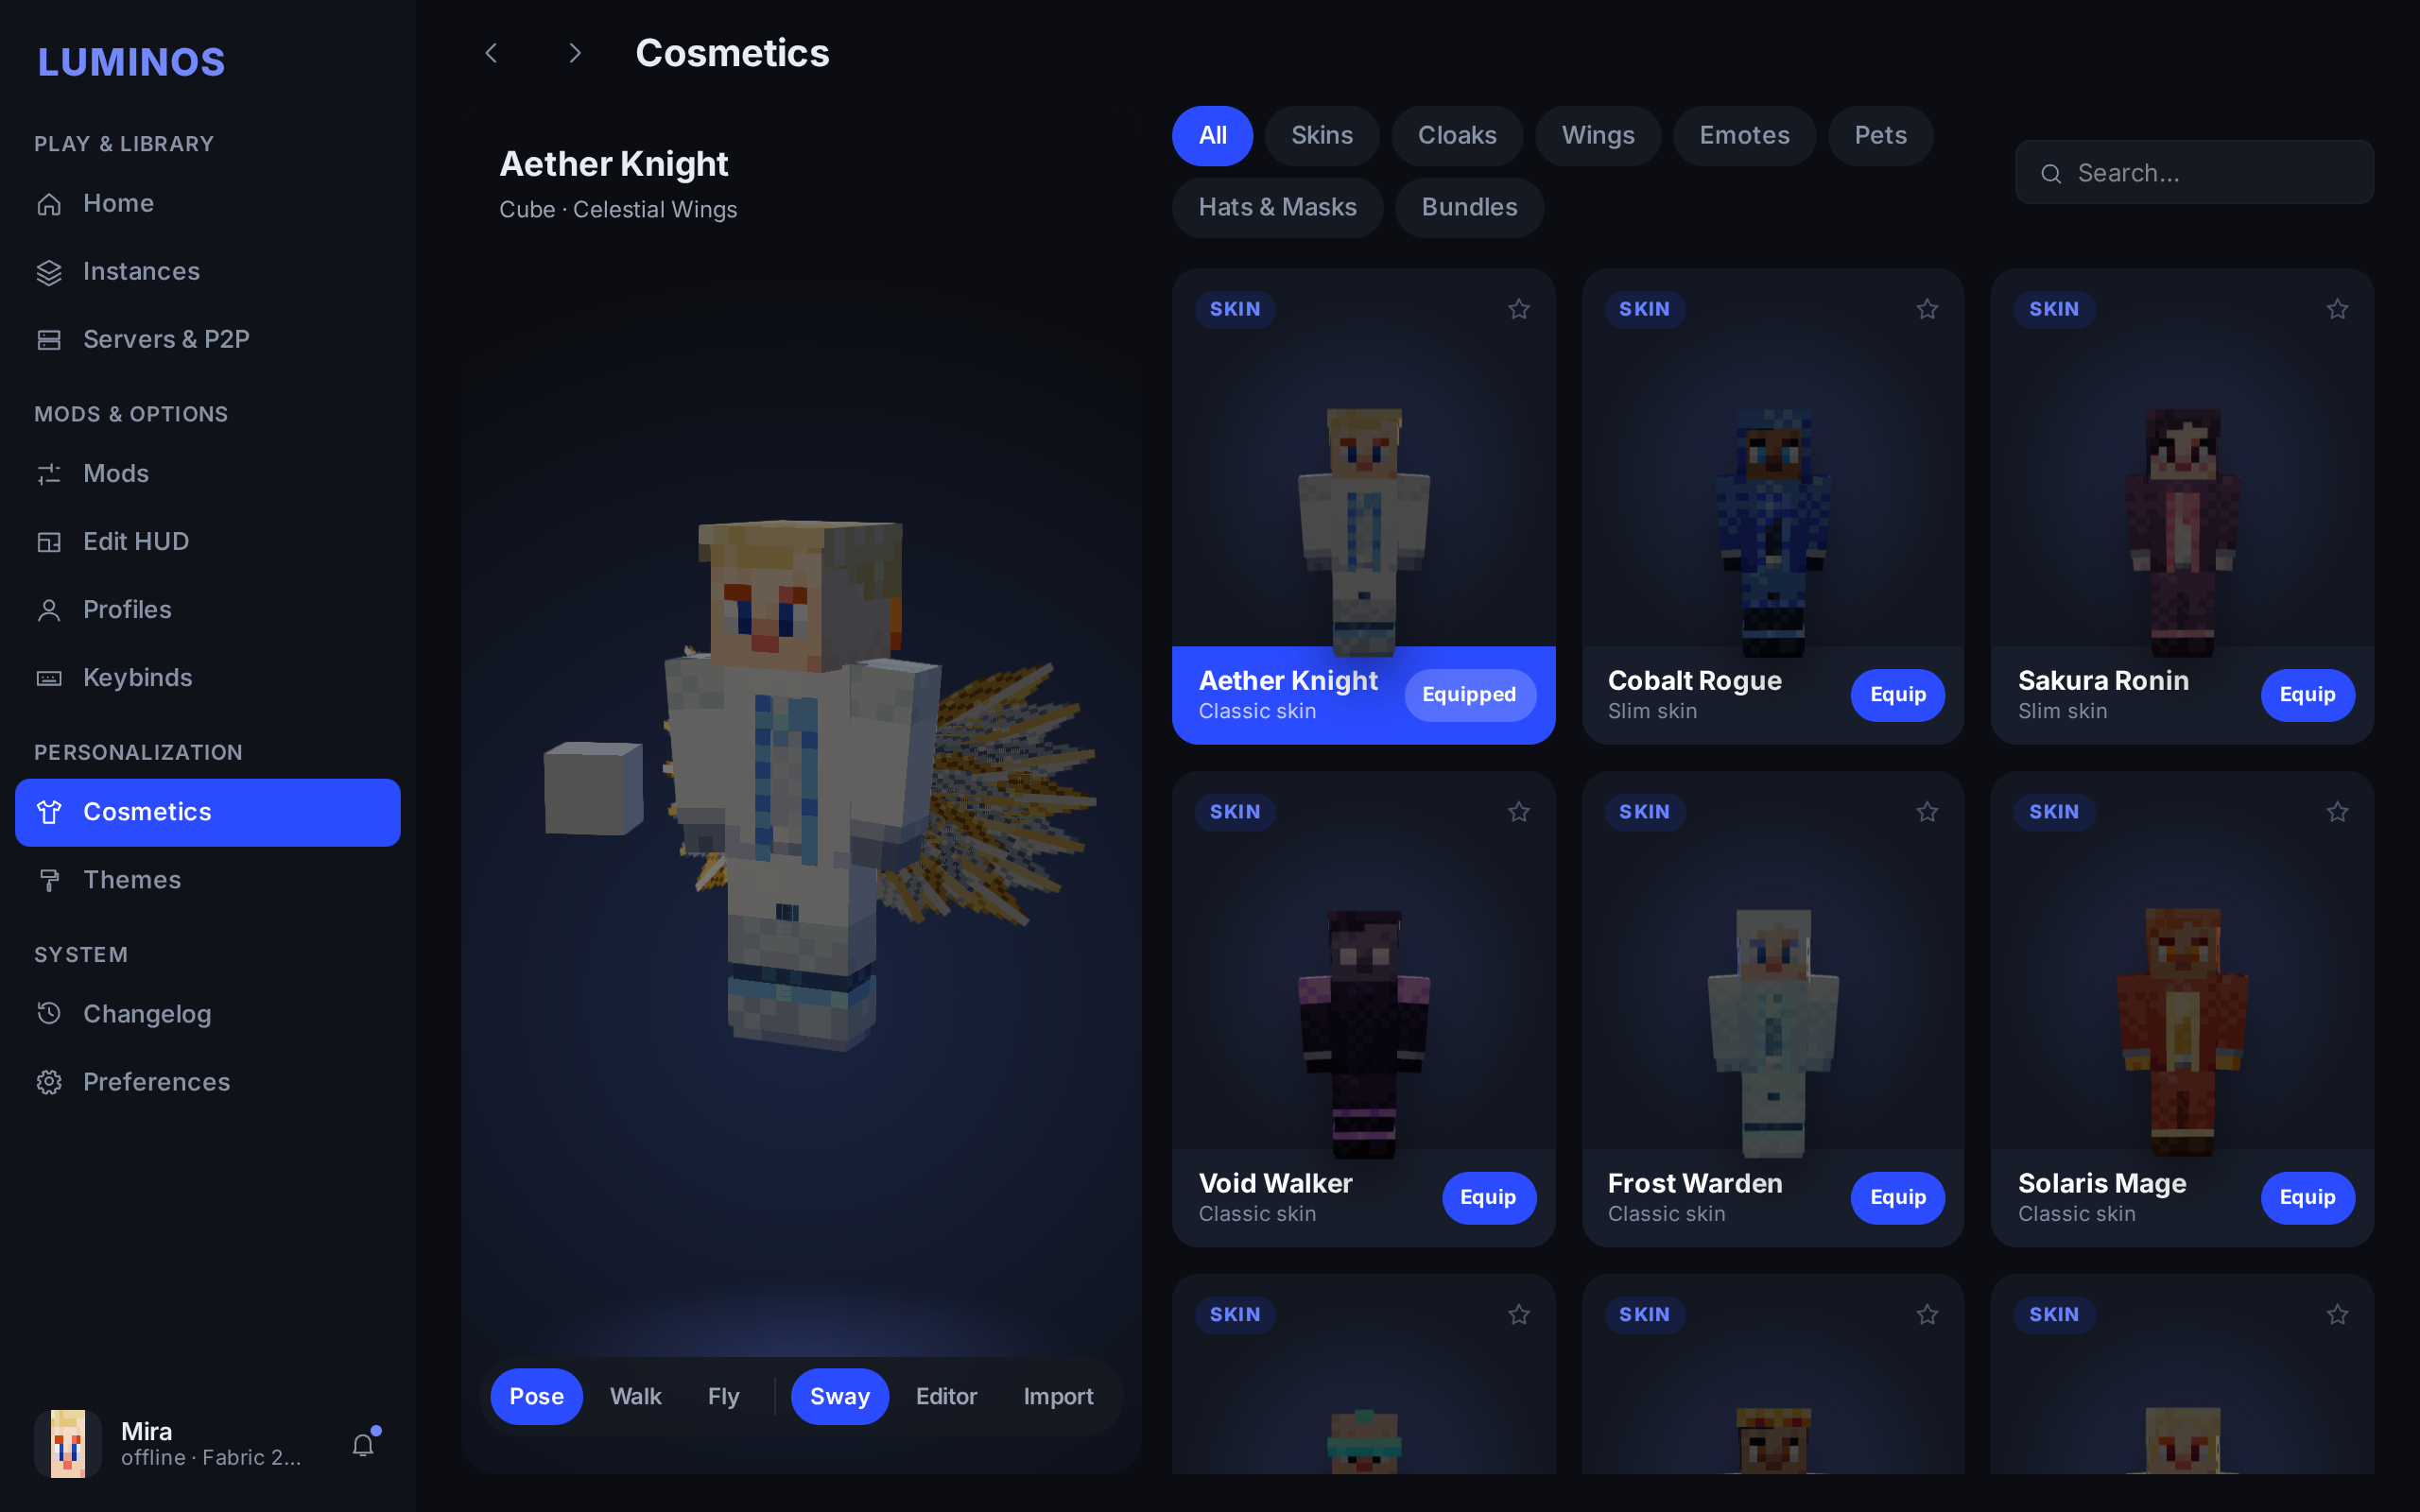 LUMINOS
PLAY & LIBRARY
Home
Instances
Servers & P2P
MODS & OPTIONS
Mods
Edit HUD
Profiles
Keybinds
PERSONALIZATION
Cosmetics
Themes
SYSTEM
Changelog
Preferences
Mira
offline · Fabric 2...
Cosmetics
Aether Knight
Cube · Celestial Wings
Pose Walk Fly Sway Editor Import
All Skins Cloaks Wings Emotes Pets
Hats & Masks Bundles
Search...
SKIN
Aether Knight
Classic skin
Equipped
SKIN
Cobalt Rogue
Slim skin
Equip
SKIN
Sakura Ronin
Slim skin
Equip
SKIN
Void Walker
Classic skin
Equip
SKIN
Frost Warden
Classic skin
Equip
SKIN
Solaris Mage
Classic skin
Equip
SKIN
SKIN
SKIN